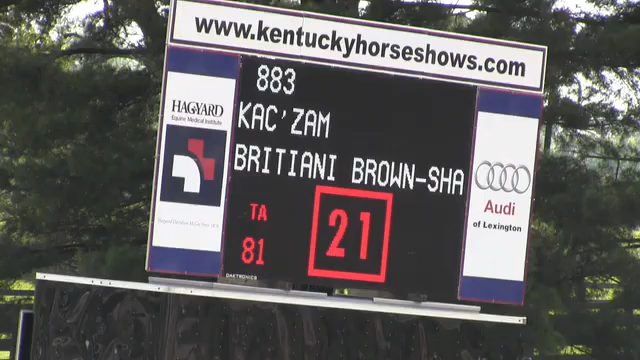 www.kentuckyhorseshows.com
883
KAC'ZAM
BRITIANI BROWN-SHA
TA
81
21
HAGYARD
Equine Medical Institute
Audi
of Lexington
DAKTRONICS